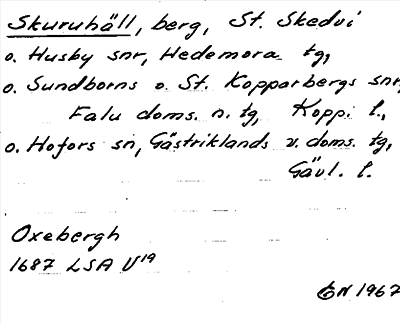 Skuruhäll, berg, St. Skedvi
o. Husby snr, Hedemora tg,
o. Sundborns o. St. Kopparbergs snr,
Falu doms. n. tg Kopp. l.,
o. Hofors sn, Gästriklands v. doms. tg,
Gävl. l.
Oxebergh
1687 LSA U19
EN 1967